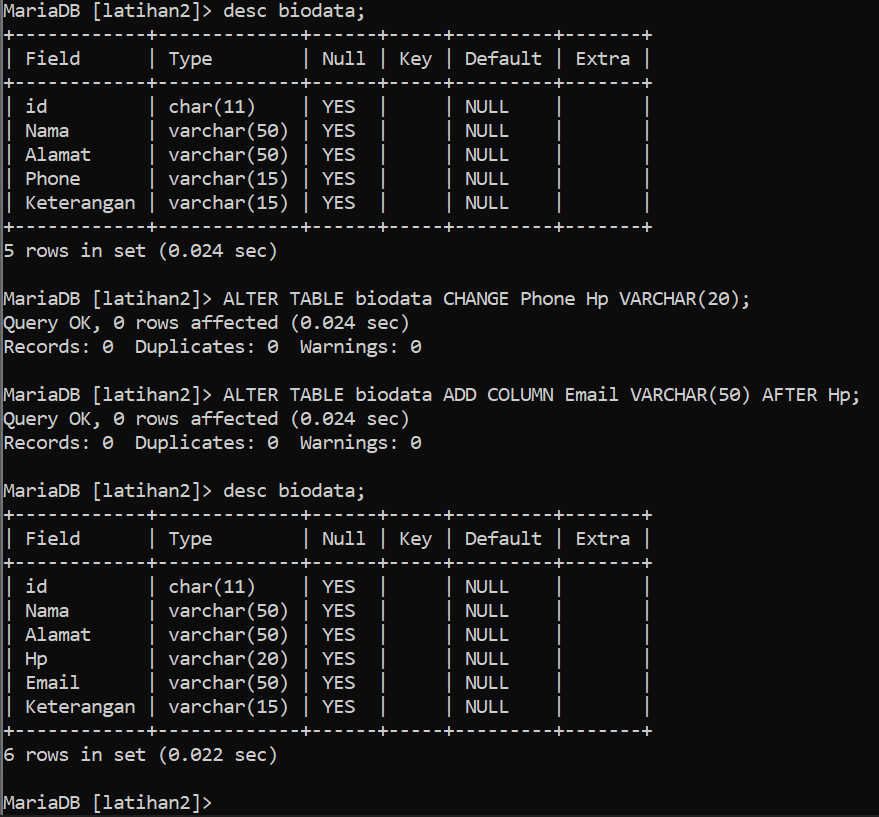 MariaDB [latihan2]> desc biodata;
+------------+-------------+------+-----+---------+-------+
| Field      | Type        | Null | Key | Default | Extra |
+------------+-------------+------+-----+---------+-------+
| id         | char(11)    | YES  |     | NULL    |       |
| Nama       | varchar(50) | YES  |     | NULL    |       |
| Alamat     | varchar(50) | YES  |     | NULL    |       |
| Phone      | varchar(15) | YES  |     | NULL    |       |
| Keterangan | varchar(15) | YES  |     | NULL    |       |
+------------+-------------+------+-----+---------+-------+
5 rows in set (0.024 sec)
MariaDB [latihan2]> ALTER TABLE biodata CHANGE Phone Hp VARCHAR(20);
Query OK, 0 rows affected (0.024 sec)
Records: 0  Duplicates: 0  Warnings: 0
MariaDB [latihan2]> ALTER TABLE biodata ADD COLUMN Email VARCHAR(50) AFTER Hp;
Query OK, 0 rows affected (0.024 sec)
Records: 0  Duplicates: 0  Warnings: 0
MariaDB [latihan2]> desc biodata;
+------------+-------------+------+-----+---------+-------+
| Field      | Type        | Null | Key | Default | Extra |
+------------+-------------+------+-----+---------+-------+
| id         | char(11)    | YES  |     | NULL    |       |
| Nama       | varchar(50) | YES  |     | NULL    |       |
| Alamat     | varchar(50) | YES  |     | NULL    |       |
| Hp         | varchar(20) | YES  |     | NULL    |       |
| Email      | varchar(50) | YES  |     | NULL    |       |
| Keterangan | varchar(15) | YES  |     | NULL    |       |
+------------+-------------+------+-----+---------+-------+
6 rows in set (0.022 sec)
MariaDB [latihan2]>